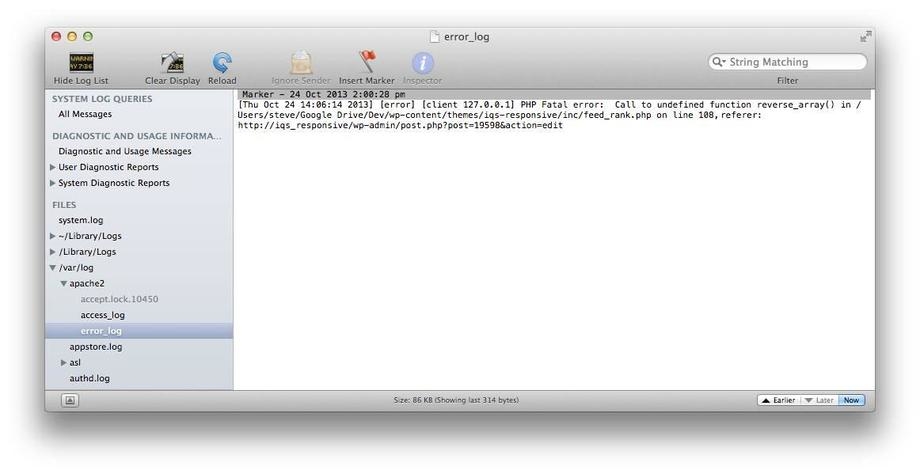 error_log
WARNIN
AY 7:86
7:86
Hide Log List
Clear Display
Reload
Ignore Sender
Insert Marker
Inspector
String Matching
Filter
SYSTEM LOG QUERIES
All Messages
DIAGNOSTIC AND USAGE INFORMA...
Diagnostic and Usage Messages
User Diagnostic Reports
System Diagnostic Reports
FILES
system.log
~/Library/Logs
/Library/Logs
/var/log
apache2
accept.lock.10450
access_log
error_log
appstore.log
asl
authd.log
Marker - 24 Oct 2013 2:00:28 pm
[Thu Oct 24 14:06:14 2013] [error] [client 127.0.0.1] PHP Fatal error:  Call to undefined function reverse_array() in /
Users/steve/Google Drive/Dev/wp-content/themes/iqs-responsive/inc/feed_rank.php on line 108, referer:
http://iqs_responsive/wp-admin/post.php?post=19598&action=edit
Size: 86 KB (Showing last 314 bytes)
Earlier
Later
Now